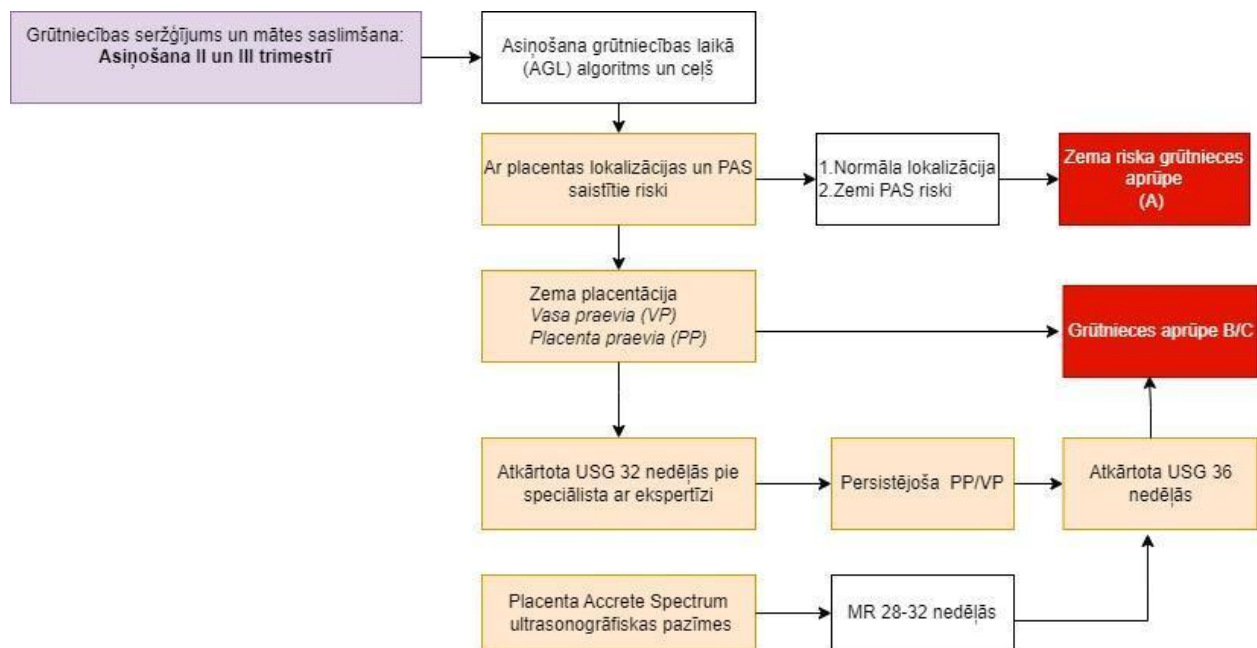 Grūtniecības seržģījums un mātes saslimšana:
Asiņošana II un III trimestrī
Asiņošana grūtniecības laikā
(AGL) algoritms un ceļš
Ar placentas lokalizācijas un PAS
saistītie riski
1.Normāla lokalizācija
2.Zemi PAS riski
Zema riska grūtnieces
aprūpe
(A)
Zema placentācija
Vasa praevia (VP)
Placenta praevia (PP)
Grūtnieces aprūpe B/C
Atkārtota USG 32 nedēļās pie
speciālista ar ekspertīzi
Persistējoša PP/VP
Atkārtota USG 36
nedēļās
Placenta Accrete Spectrum
ultrasonogrāfiskas pazīmes
MR 28-32 nedēļās